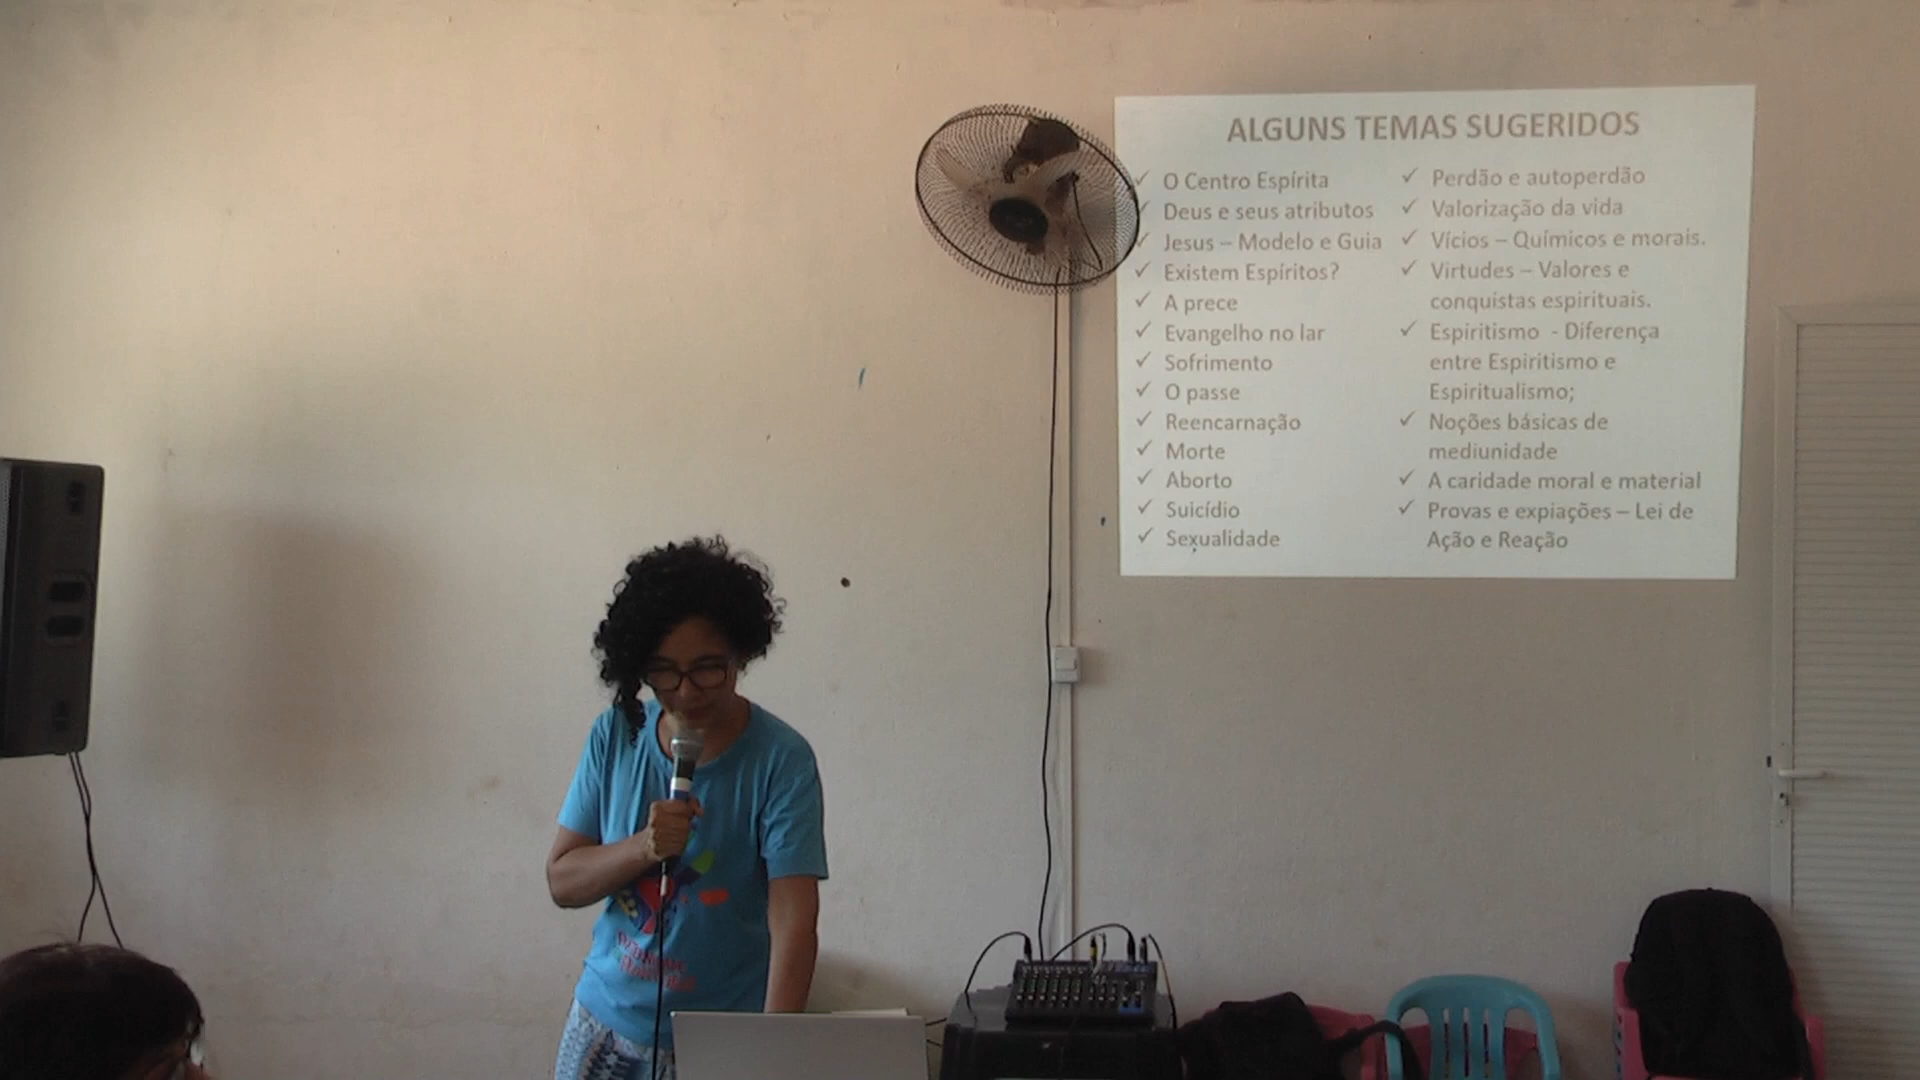 ALGUNS TEMAS SUGERIDOS
✓ O Centro Espírita
✓ Deus e seus atributos
✓ Jesus – Modelo e Guia
✓ Existem Espíritos?
✓ A prece
✓ Evangelho no lar
✓ Sofrimento
✓ O passe
✓ Reencarnação
✓ Morte
✓ Aborto
✓ Suicídio
✓ Sexualidade
✓ Perdão e autoperdão
✓ Valorização da vida
✓ Vícios – Químicos e morais.
✓ Virtudes – Valores e
conquistas espirituais.
✓ Espiritismo - Diferença
entre Espiritismo e
Espiritualismo;
✓ Noções básicas de
mediunidade
✓ A caridade moral e material
✓ Provas e expiações – Lei de
Ação e Reação